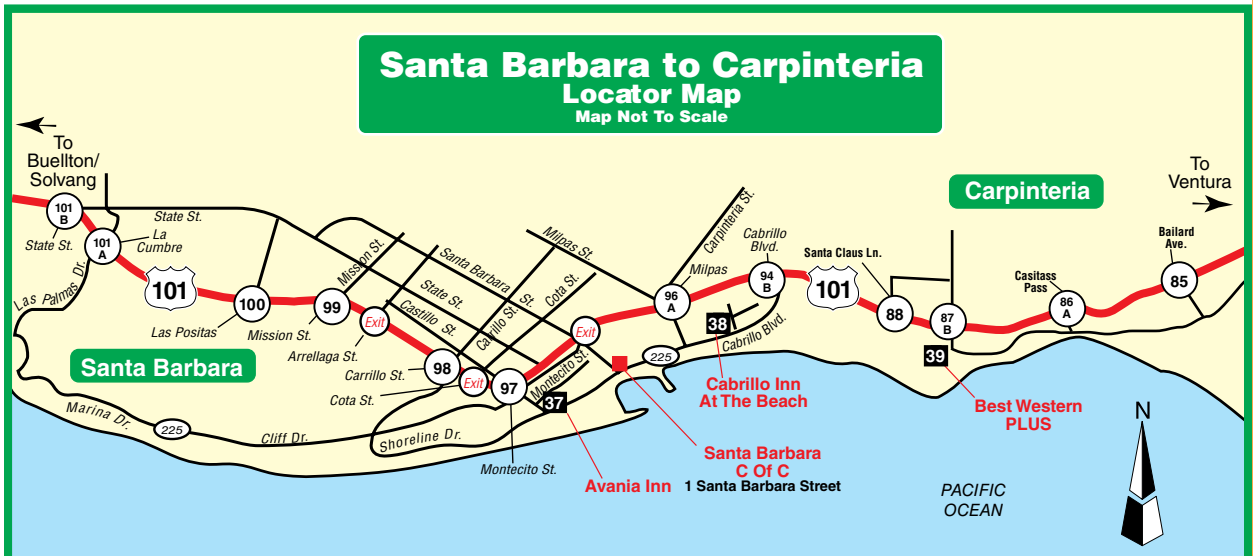 Santa Barbara to Carpinteria
Locator Map
Map Not To Scale
To
Buellton/
Solvang
To
Ventura
Carpinteria
Santa Barbara
101
B
State St.
State St.
101
A
La
Cumbre
Las Palmas Dr.
101
100
Las Positas
99
Mission St.
Mission St.
Exit
Arrellaga St.
Santa Barbara St.
State St.
Castillo St.
Carrillo St.
Cota St.
Milpas St.
98
Carrillo St.
Exit
Cota St.
97
Montecito St.
Montecito St.
Exit
37
Avania Inn
Marina Dr.
225
Cliff Dr.
Shoreline Dr.
Santa Barbara
C Of C
1 Santa Barbara Street
225
Cabrillo Blvd.
38
Cabrillo Inn
At The Beach
96
A
Milpas
Carpinteria St.
Cabrillo
Blvd.
94
B
101
Santa Claus Ln.
88
87
B
39
Best Western
PLUS
Casitass
Pass
86
A
Bailard
Ave.
85
N
PACIFIC
OCEAN